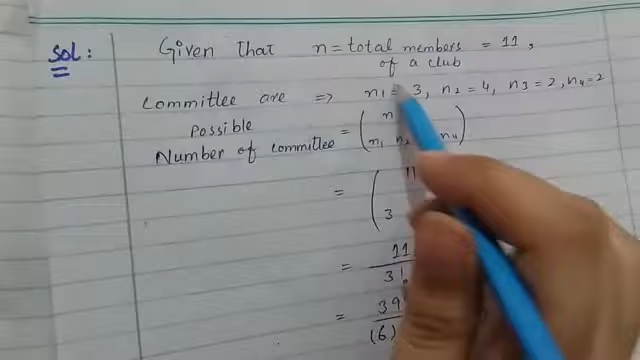 Sol: Given that n = total members = 11,
of a club
Committee are => n1 = 3, n2 = 4, n3 = 2, n4 = 2
possible
Number of committee = ( n
n1 n2 n4 )
= ( 11
3
= 11
3!
= 39
(6)